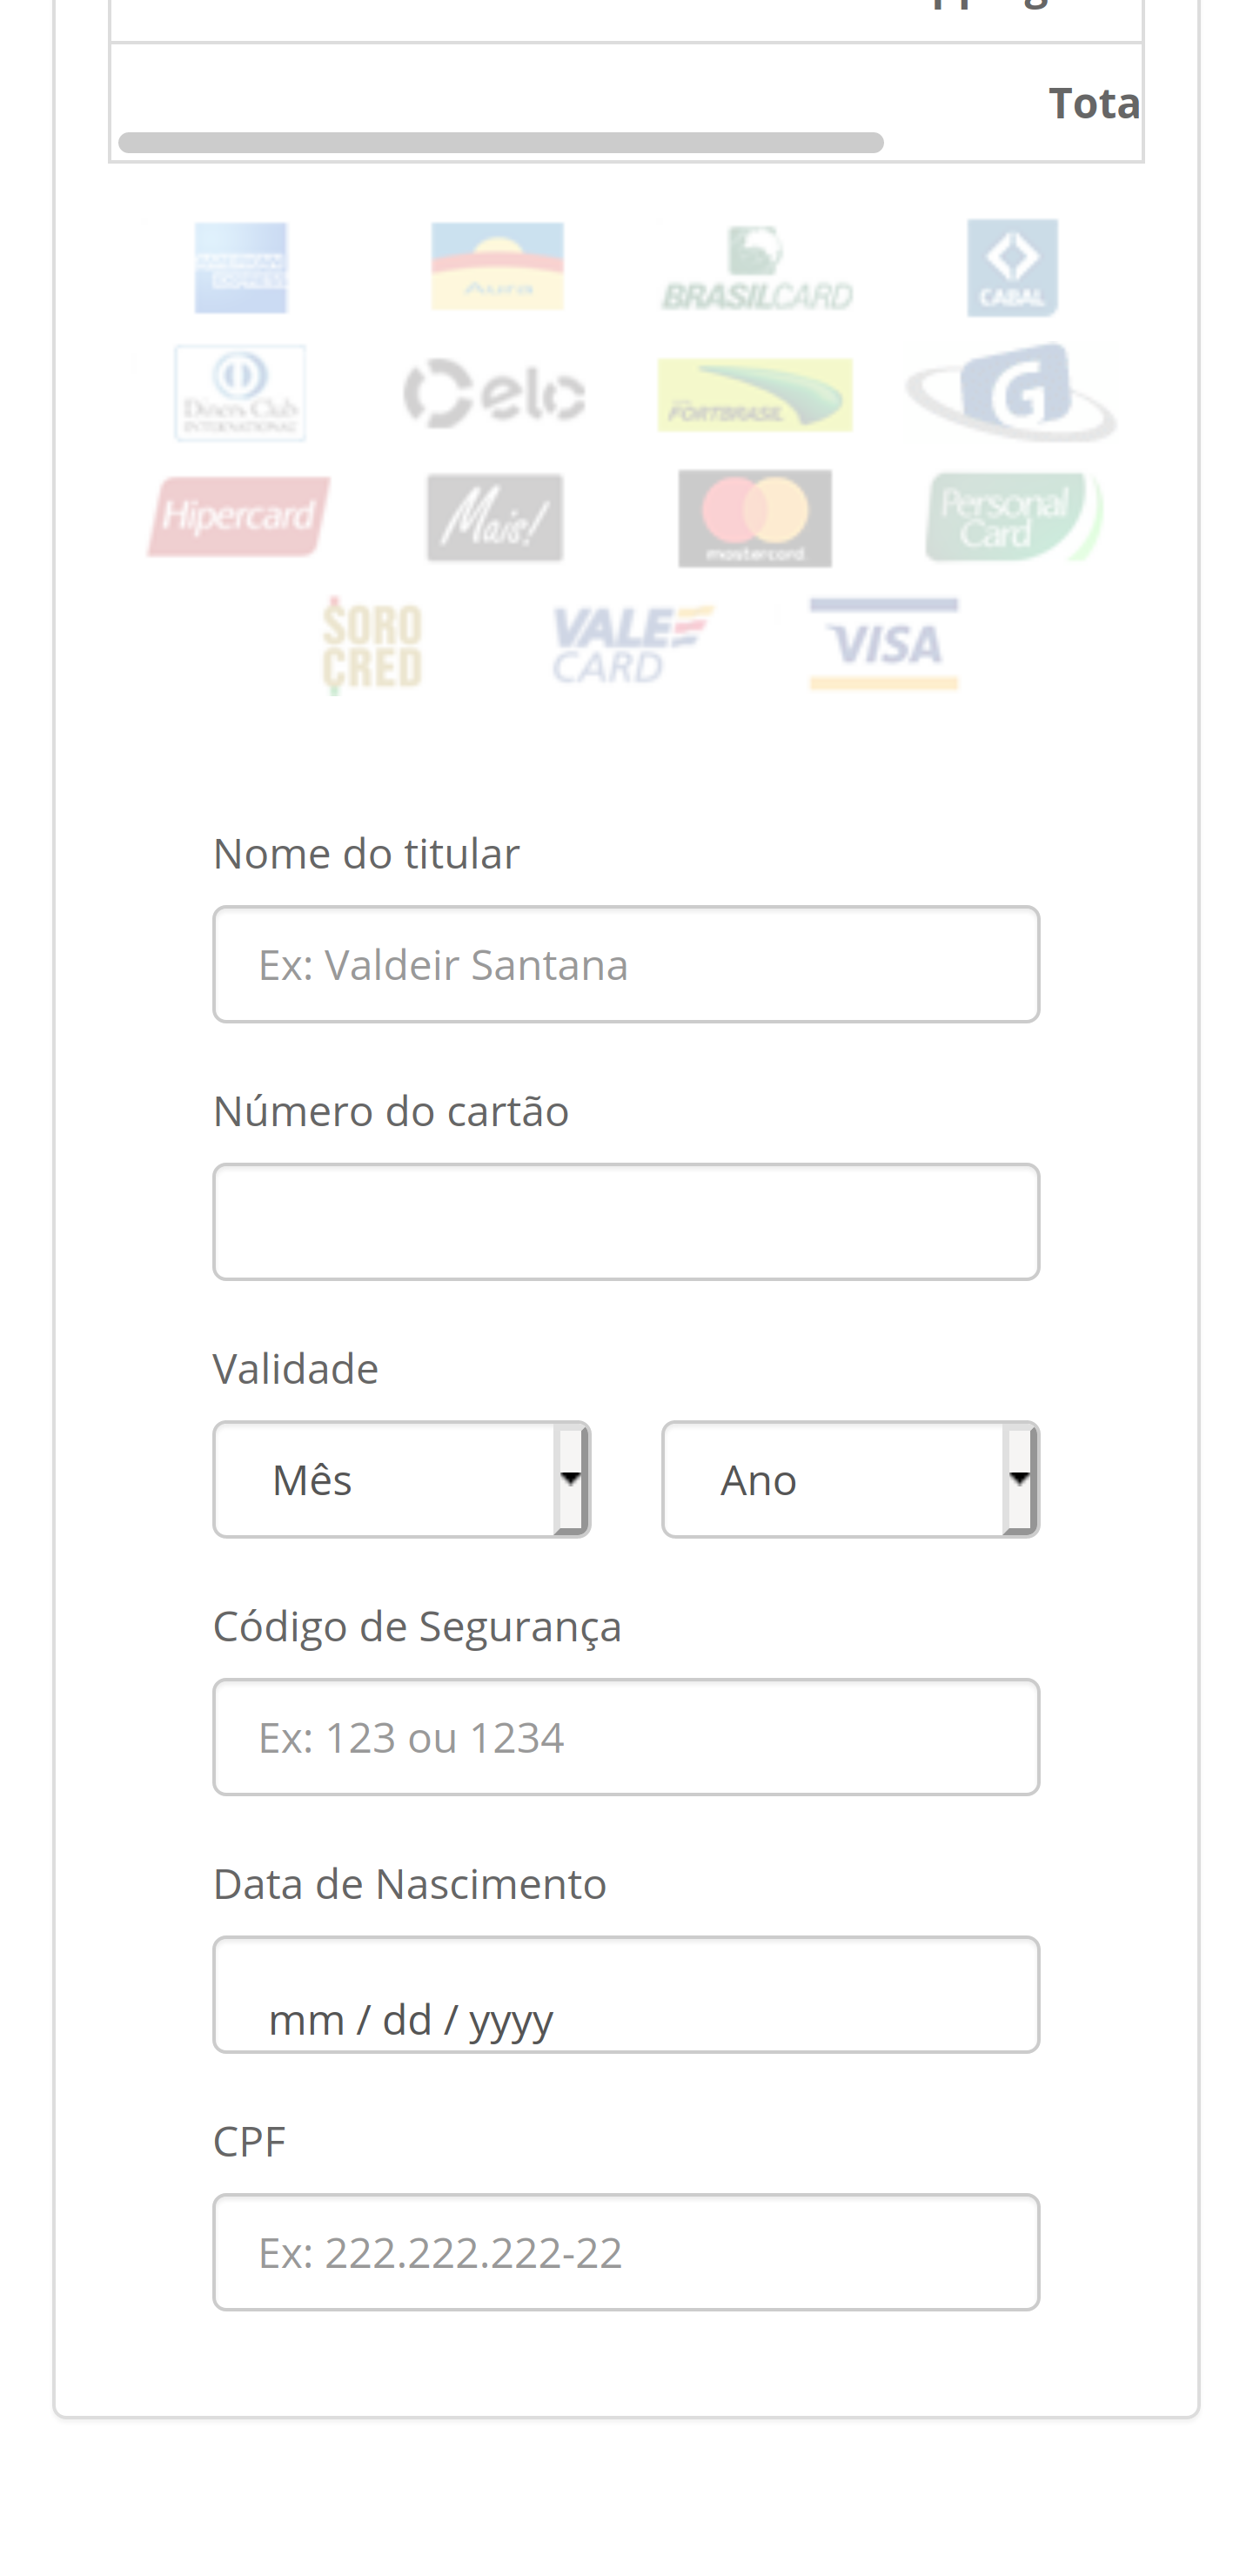 Tota
AMERICAN
EXPRESS
Aura
BRASILCARD
CABAL
Diners Club
INTERNATIONAL
elo
FORTBRASIL
G
Hipercard
Mais!
mastercard
Personal
Card
SORO
CRED
VALE
CARD
VISA
Nome do titular
Ex: Valdeir Santana
Número do cartão
Validade
Mês
Ano
Código de Segurança
Ex: 123 ou 1234
Data de Nascimento
mm / dd / yyyy
CPF
Ex: 222.222.222-22